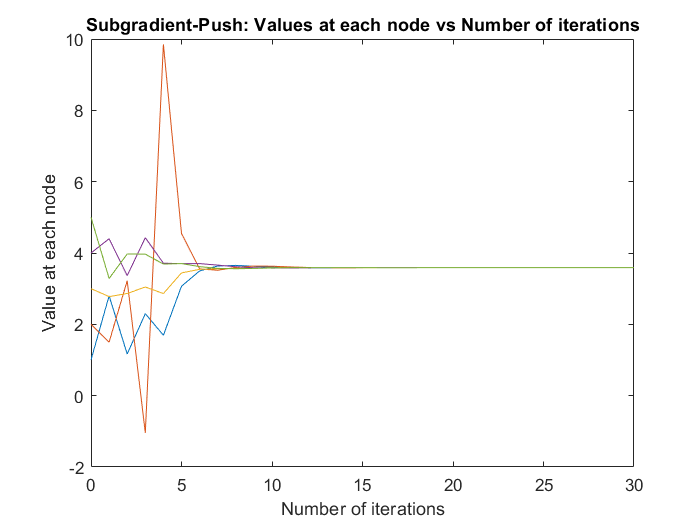 Subgradient-Push: Values at each node vs Number of iterations
10
8
6
4
2
0
-2
Value at each node
0 5 10 15 20 25 30
Number of iterations